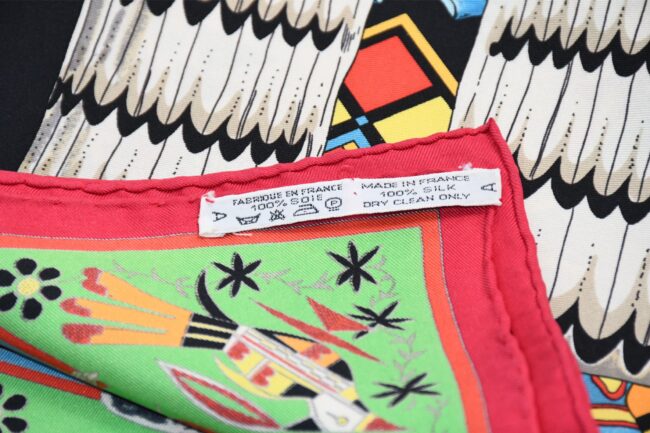 FABRIQUE EN FRANCE
100% SOIE
A
P
MADE IN FRANCE
100% SILK
DRY CLEAN ONLY
A